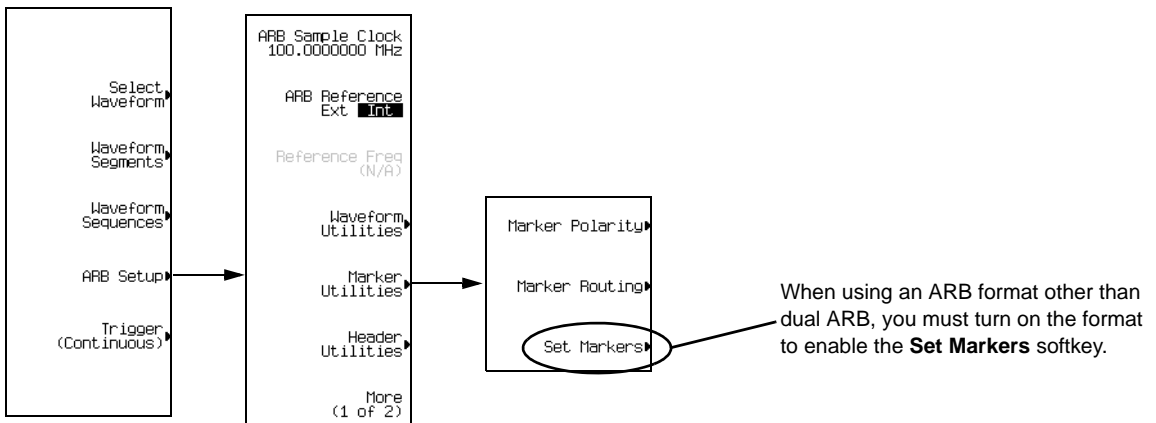 Select
Waveform
Waveform
Segments
Waveform
Sequences
ARB Setup
Trigger
(Continuous)
ARB Sample Clock
100.0000000 MHz
ARB Reference
Ext Int
Reference Freq
(N/A)
Waveform
Utilities
Marker
Utilities
Header
Utilities
More
(1 of 2)
Marker Polarity
Marker Routing
Set Markers
When using an ARB format other than
dual ARB, you must turn on the format
to enable the Set Markers softkey.